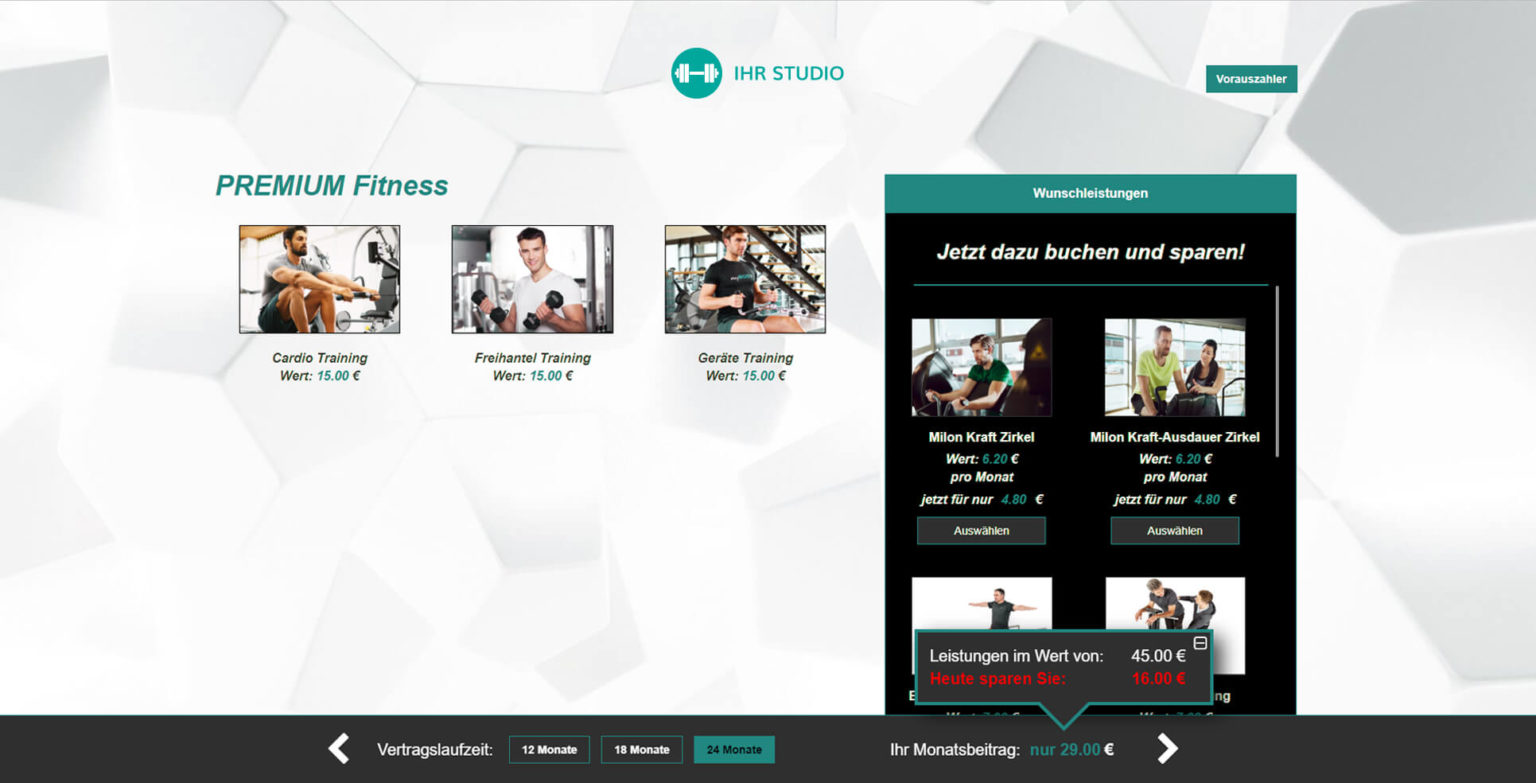 IHR STUDIO
Vorauszahler
PREMIUM Fitness
Cardio Training
Wert: 15.00 €
Freihantel Training
Wert: 15.00 €
Geräte Training
Wert: 15.00 €
Wunschleistungen
Jetzt dazu buchen und sparen!
Milon Kraft Zirkel
Wert: 6.20 €
pro Monat
jetzt für nur 4.80 €
Auswählen
Milon Kraft-Ausdauer Zirkel
Wert: 6.20 €
pro Monat
jetzt für nur 4.80 €
Auswählen
Leistungen im Wert von: 45.00 €
Heute sparen Sie: 16.00 €
Vertragslaufzeit:
12 Monate
18 Monate
24 Monate
Ihr Monatsbeitrag: nur 29.00 €